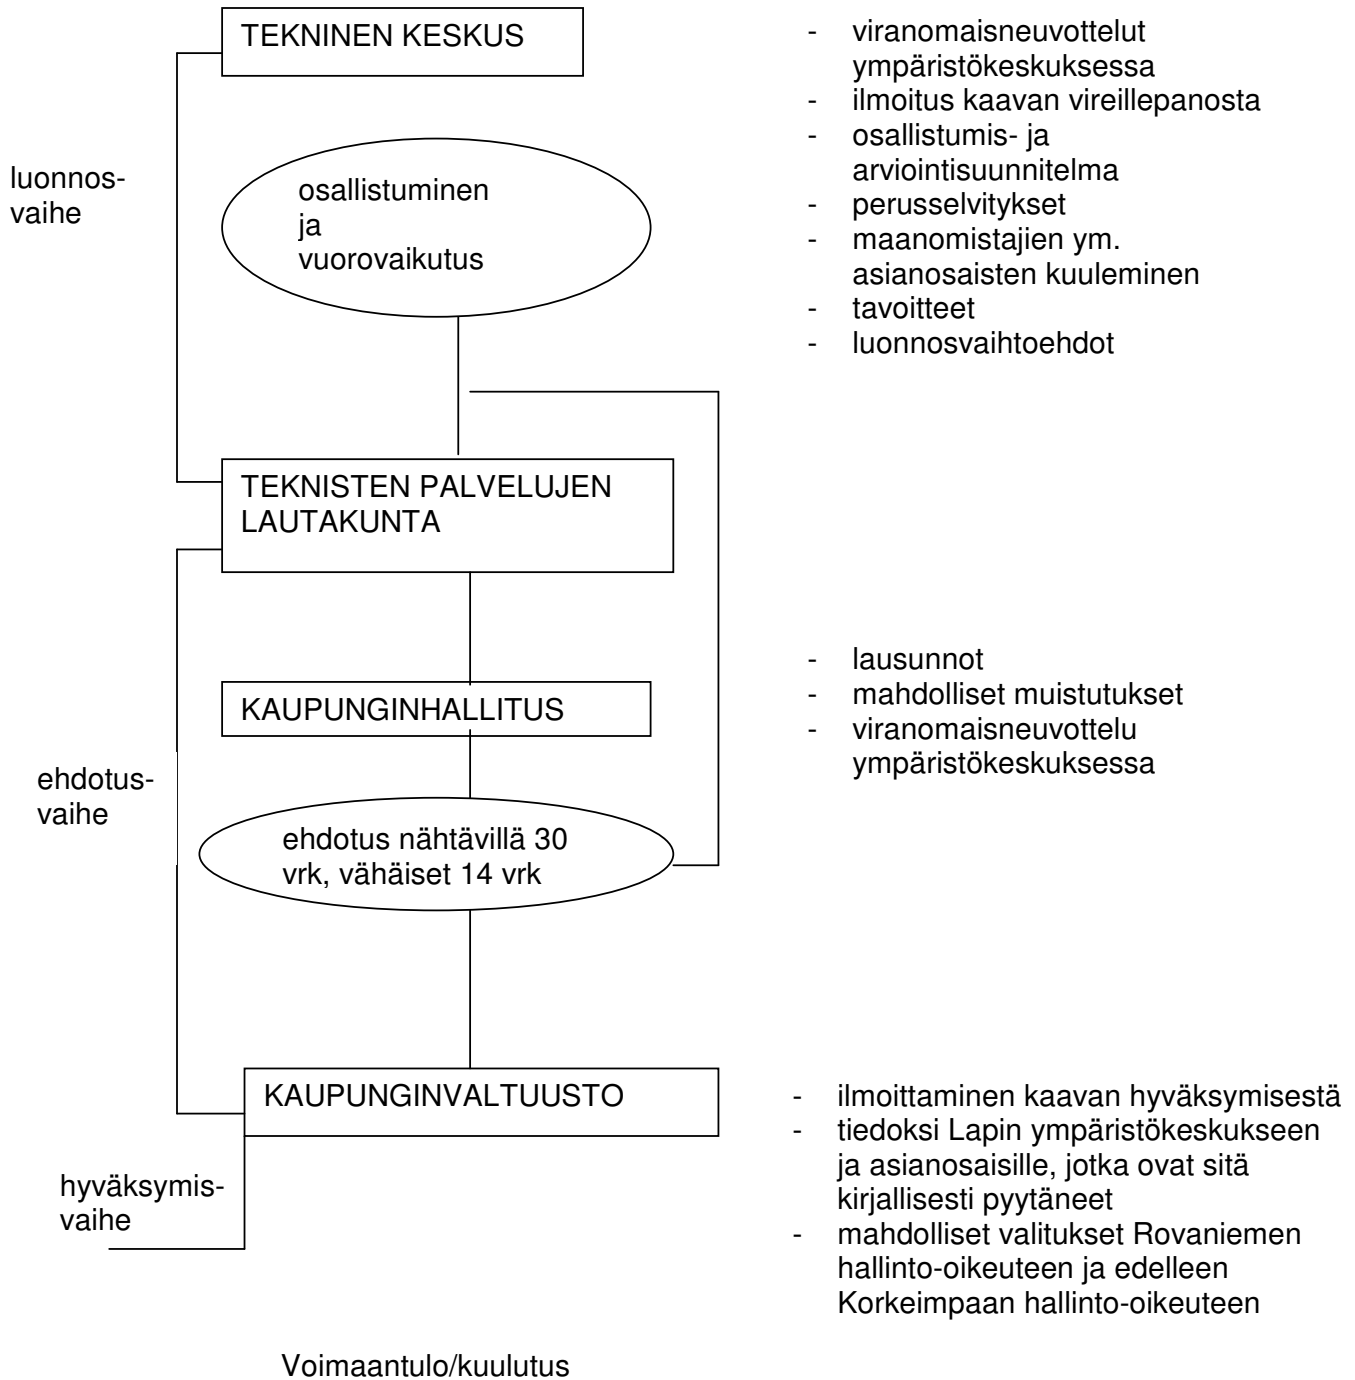 TEKNINEN KESKUS
- viranomaisneuvottelut
ympäristökeskuksessa
- ilmoitus kaavan vireillepanosta
- osallistumis- ja
arviointisuunnitelma
- perusselvitykset
- maanomistajien ym.
asianosaisten kuuleminen
- tavoitteet
- luonnosvaihtoehdot
luonnos-
vaihe
osallistuminen
ja
vuorovaikutus
TEKNISTEN PALVELUJEN
LAUTAKUNTA
KAUPUNGINHALLITUS
- lausunnot
- mahdolliset muistutukset
- viranomaisneuvottelu
ympäristökeskuksessa
ehdotus-
vaihe
ehdotus nähtävillä 30
vrk, vähäiset 14 vrk
KAUPUNGINVALTUUSTO
- ilmoittaminen kaavan hyväksymisestä
- tiedoksi Lapin ympäristökeskukseen
ja asianosaisille, jotka ovat sitä
kirjallisesti pyytäneet
- mahdolliset valitukset Rovaniemen
hallinto-oikeuteen ja edelleen
Korkeimpaan hallinto-oikeuteen
hyväksymis-
vaihe
Voimaantulo/kuulutus